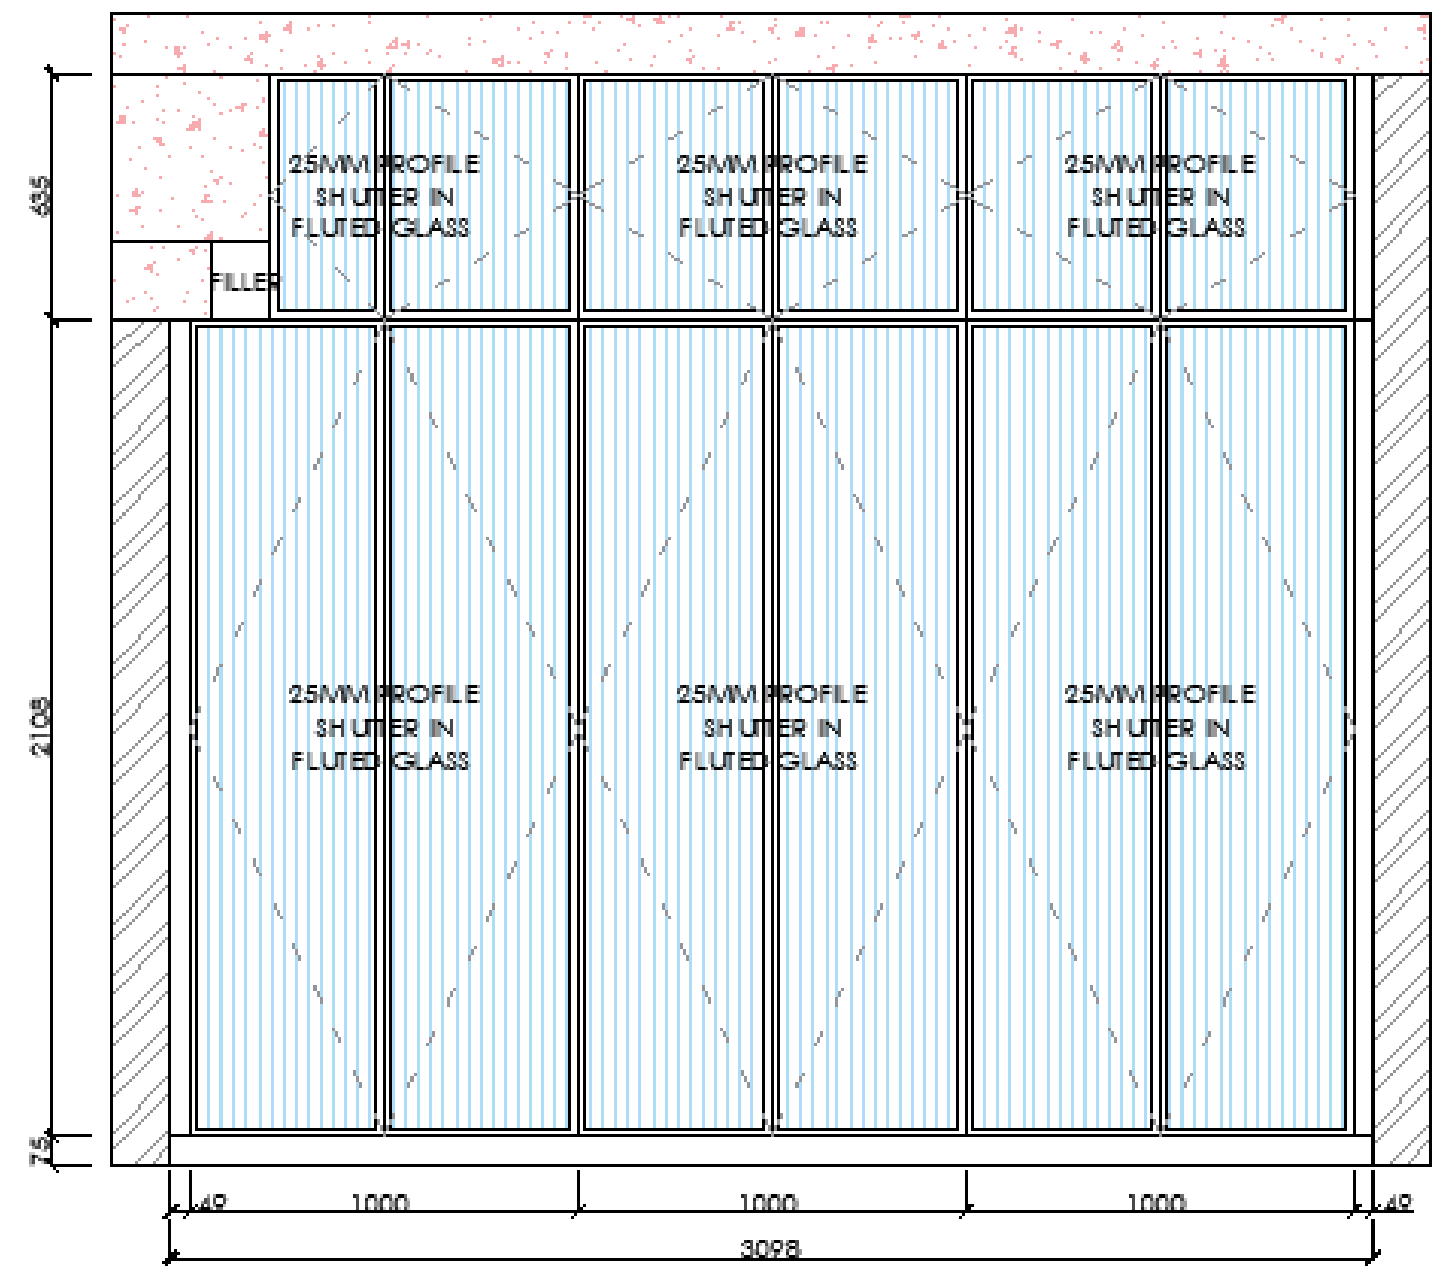 25MM PROFILE
SHUTTER IN
FLUTED GLASS
25MM PROFILE
SHUTTER IN
FLUTED GLASS
25MM PROFILE
SHUTTER IN
FLUTED GLASS
635
FILLER
25MM PROFILE
SHUTTER IN
FLUTED GLASS
25MM PROFILE
SHUTTER IN
FLUTED GLASS
25MM PROFILE
SHUTTER IN
FLUTED GLASS
2108
75
49
1000
1000
1000
49
3098